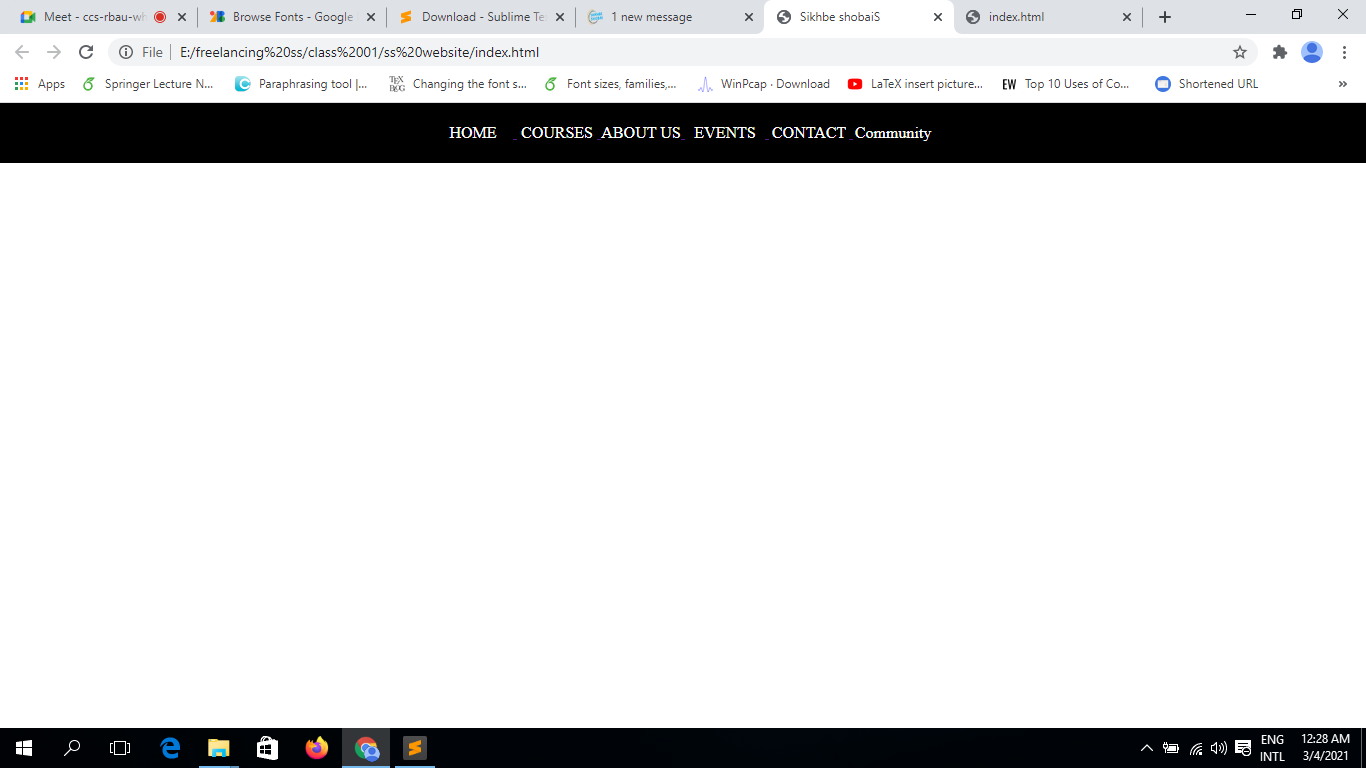 Meet - ccs-rbau-wh Browse Fonts - Google Download - Sublime Te 1 new message Sikhbe shobaiS index.html
File E:/freelancing%20ss/class%2001/ss%20website/index.html
Apps Springer Lecture N... Paraphrasing tool |... Changing the font s... Font sizes, families,... WinPcap · Download LaTeX insert picture... EW Top 10 Uses of Co... Shortened URL »
HOME COURSES ABOUT US EVENTS CONTACT Community
ENG 12:28 AM
INTL 3/4/2021